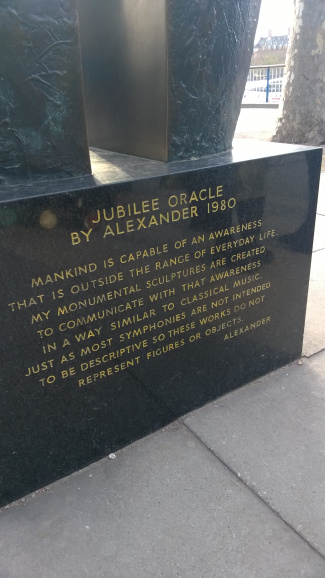 JUBILEE ORACLE
BY ALEXANDER 1980
MANKIND IS CAPABLE OF AN AWARENESS
THAT IS OUTSIDE THE RANGE OF EVERYDAY LIFE.
MY MONUMENTAL SCULPTURES ARE CREATED
TO COMMUNICATE WITH THAT AWARENESS
IN A WAY SIMILAR TO CLASSICAL MUSIC.
JUST AS MOST SYMPHONIES ARE NOT INTENDED
TO BE DESCRIPTIVE SO THESE WORKS DO NOT
REPRESENT FIGURES OR OBJECTS.
ALEXANDER